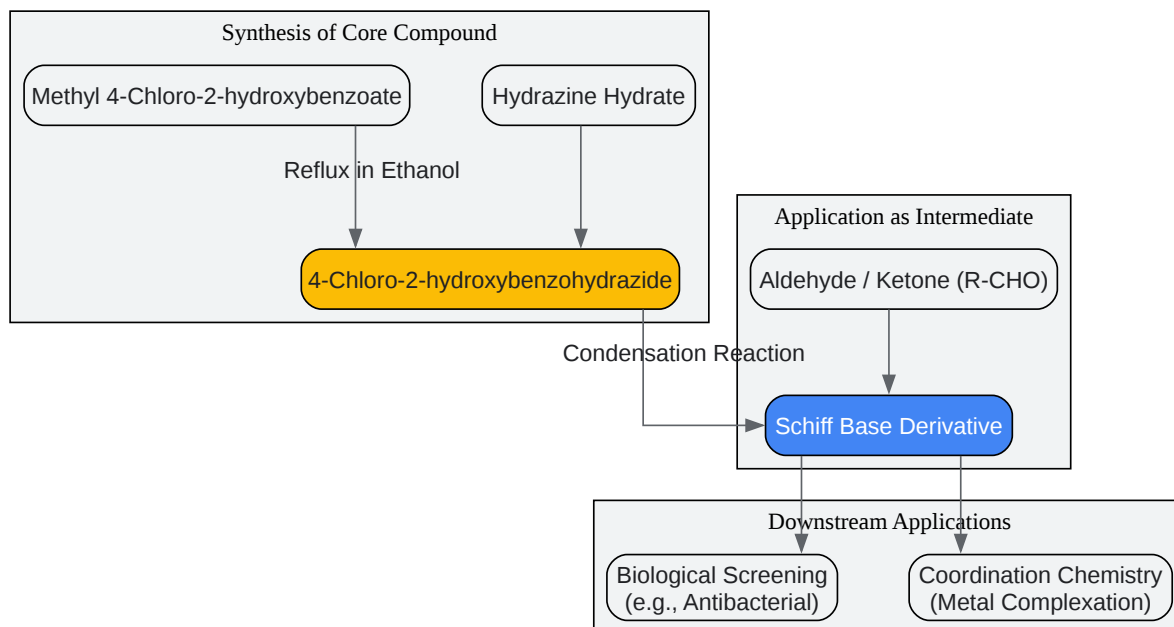 Synthesis of Core Compound
Methyl 4-Chloro-2-hydroxybenzoate
Hydrazine Hydrate
Reflux in Ethanol
4-Chloro-2-hydroxybenzohydrazide
Application as Intermediate
Aldehyde / Ketone (R-CHO)
Condensation Reaction
Schiff Base Derivative
Downstream Applications
Biological Screening
(e.g., Antibacterial)
Coordination Chemistry
(Metal Complexation)